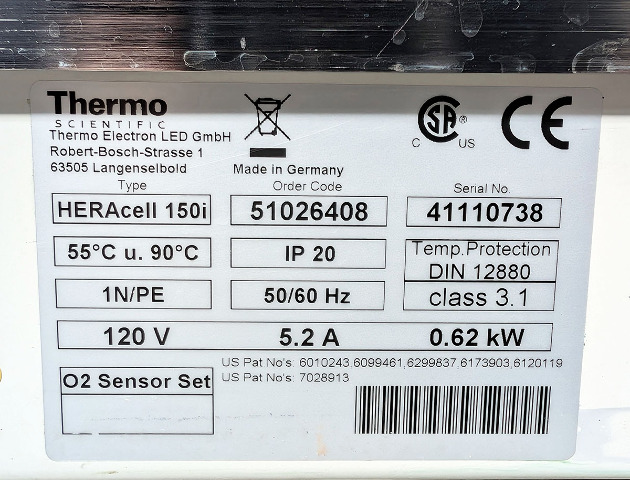 Thermo
SCIENTIFIC
Thermo Electron LED GmbH
Robert-Bosch-Strasse 1
63505 Langenselbold
Made in Germany
CSA®
C US
CE
Type Order Code Serial No.
HERAcell 150i 51026408 41110738
55°C u. 90°C IP 20 Temp.Protection
DIN 12880
1N/PE 50/60 Hz class 3.1
120 V 5.2 A 0.62 kW
US Pat No's: 6010243,6099461,6299837,6173903,6120119
US Pat No's: 7028913
O2 Sensor Set